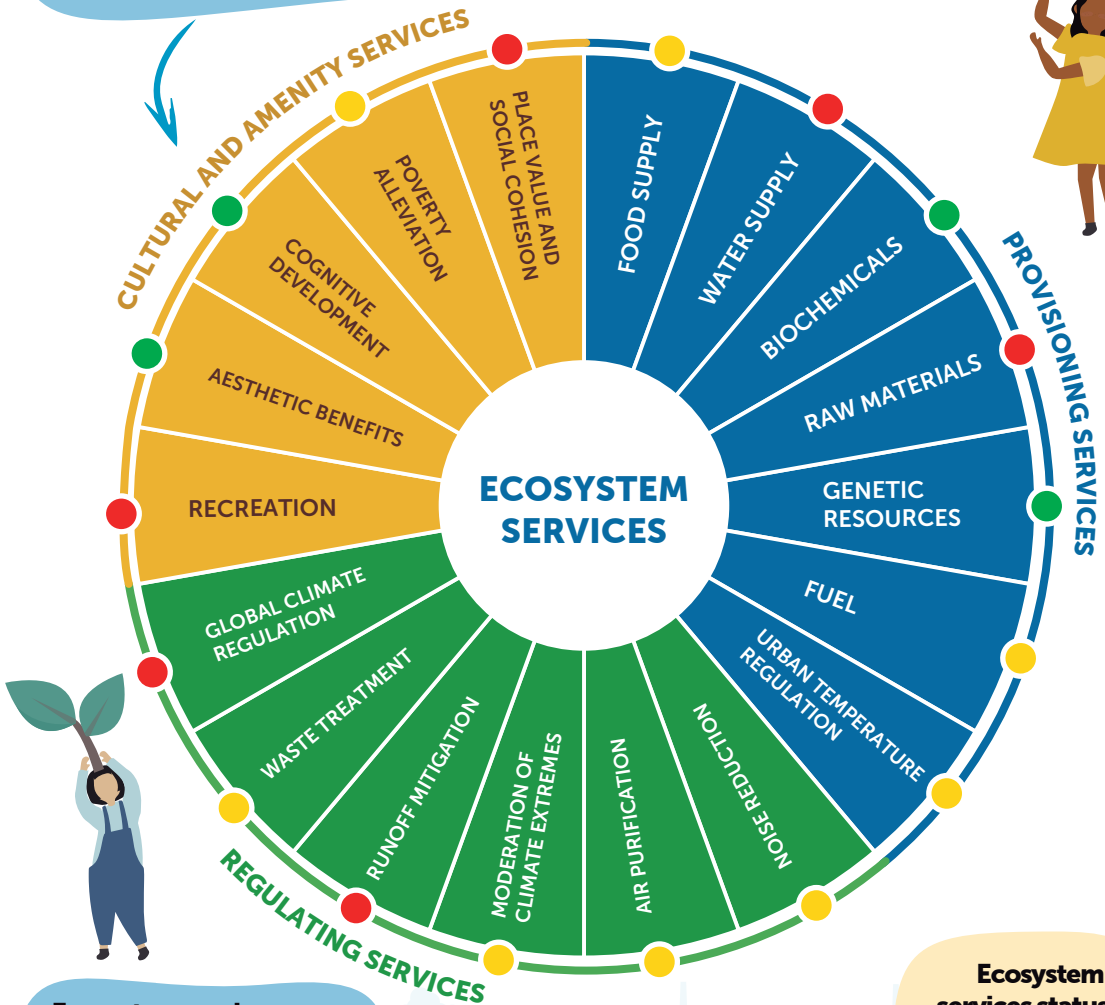 CULTURAL AND AMENITY SERVICES
PLACE VALUE AND
SOCIAL COHESION
POVERTY
ALLEVIATION
COGNITIVE
DEVELOPMENT
AESTHETIC BENEFITS
RECREATION
FOOD SUPPLY
WATER SUPPLY
BIOCHEMICALS
RAW MATERIALS
GENETIC
RESOURCES
FUEL
URBAN TEMPERATURE
REGULATION
PROVISIONING SERVICES
ECOSYSTEM
SERVICES
GLOBAL CLIMATE
REGULATION
WASTE TREATMENT
RUNOFF MITIGATION
MODERATION OF
CLIMATE EXTREMES
AIR PURIFICATION
NOISE REDUCTION
REGULATING SERVICES
Ecosystem
services status